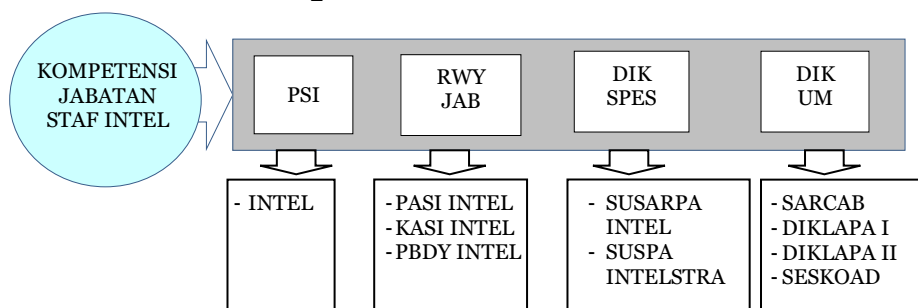 KOMPETENSI
JABATAN
STAF INTEL
PSI
RWY
JAB
DIK
SPES
DIK
UM
- INTEL
- PASI INTEL
- KASI INTEL
- PBDY INTEL
- SUSARPA
INTEL
- SUSPA
INTELSTRA
- SARCAB
- DIKLAPA I
- DIKLAPA II
- SESKOAD